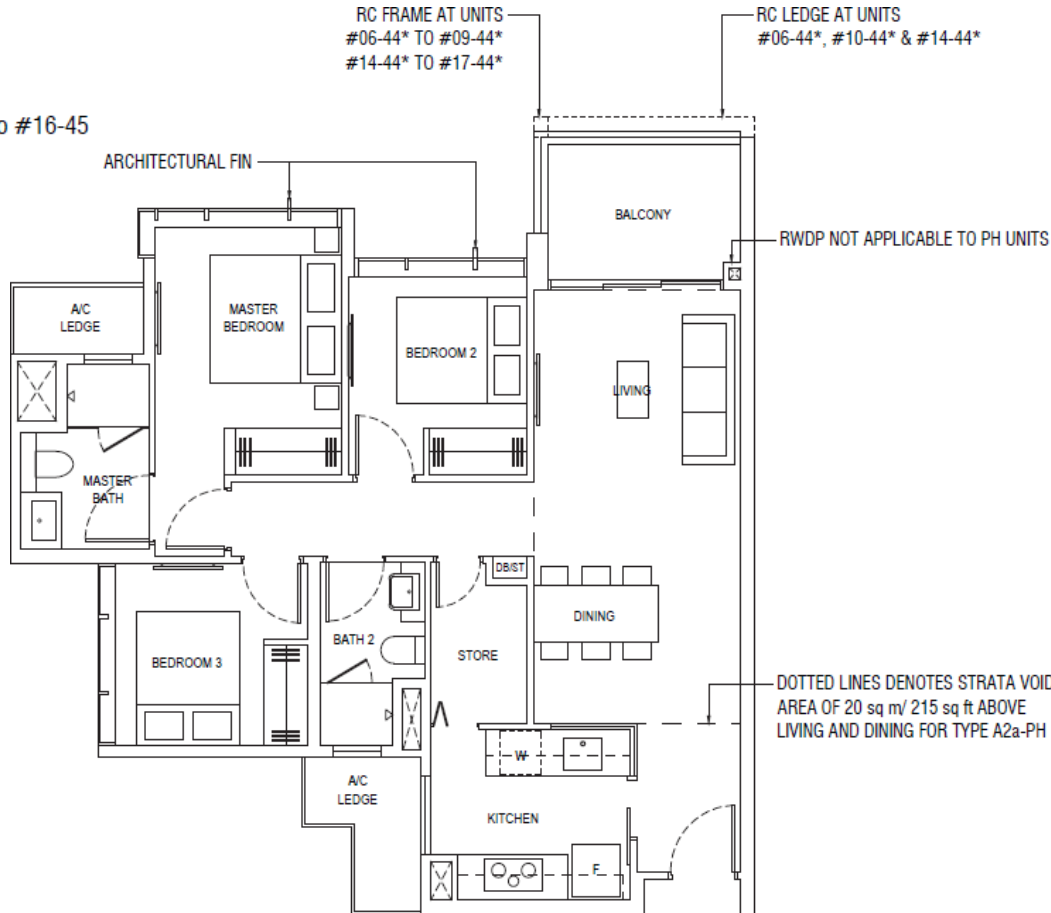 RC FRAME AT UNITS
#06-44* TO #09-44*
#14-44* TO #17-44*
RC LEDGE AT UNITS
#06-44*, #10-44* & #14-44*
#16-45
ARCHITECTURAL FIN
BALCONY
RWDP NOT APPLICABLE TO PH UNITS
A/C
LEDGE
MASTER
BEDROOM
BEDROOM 2
LIVING
MASTER
BATH
DB/ST
DINING
BATH 2
BEDROOM 3
STORE
DOTTED LINES DENOTES STRATA VOID
AREA OF 20 sq m/ 215 sq ft ABOVE
LIVING AND DINING FOR TYPE A2a-PH
W
A/C
LEDGE
KITCHEN
F